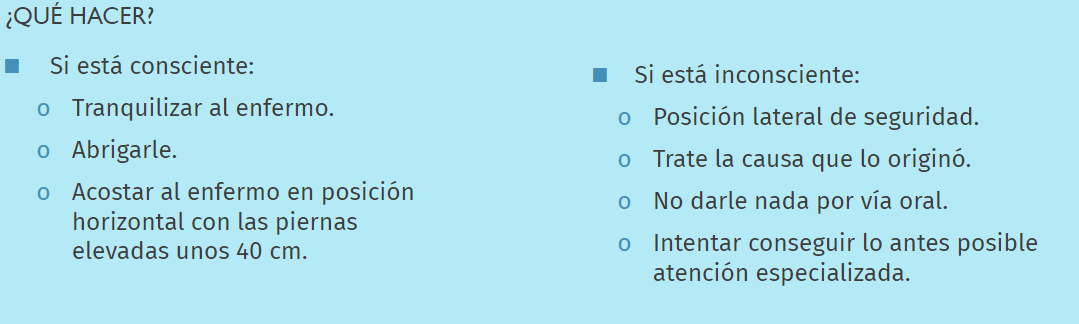 ¿QUÉ HACER?
■ Si está consciente:
o Tranquilizar al enfermo.
o Abrigarle.
o Acostar al enfermo en posición
horizontal con las piernas
elevadas unos 40 cm.
■ Si está inconsciente:
o Posición lateral de seguridad.
o Trate la causa que lo originó.
o No darle nada por vía oral.
o Intentar conseguir lo antes posible
atención especializada.